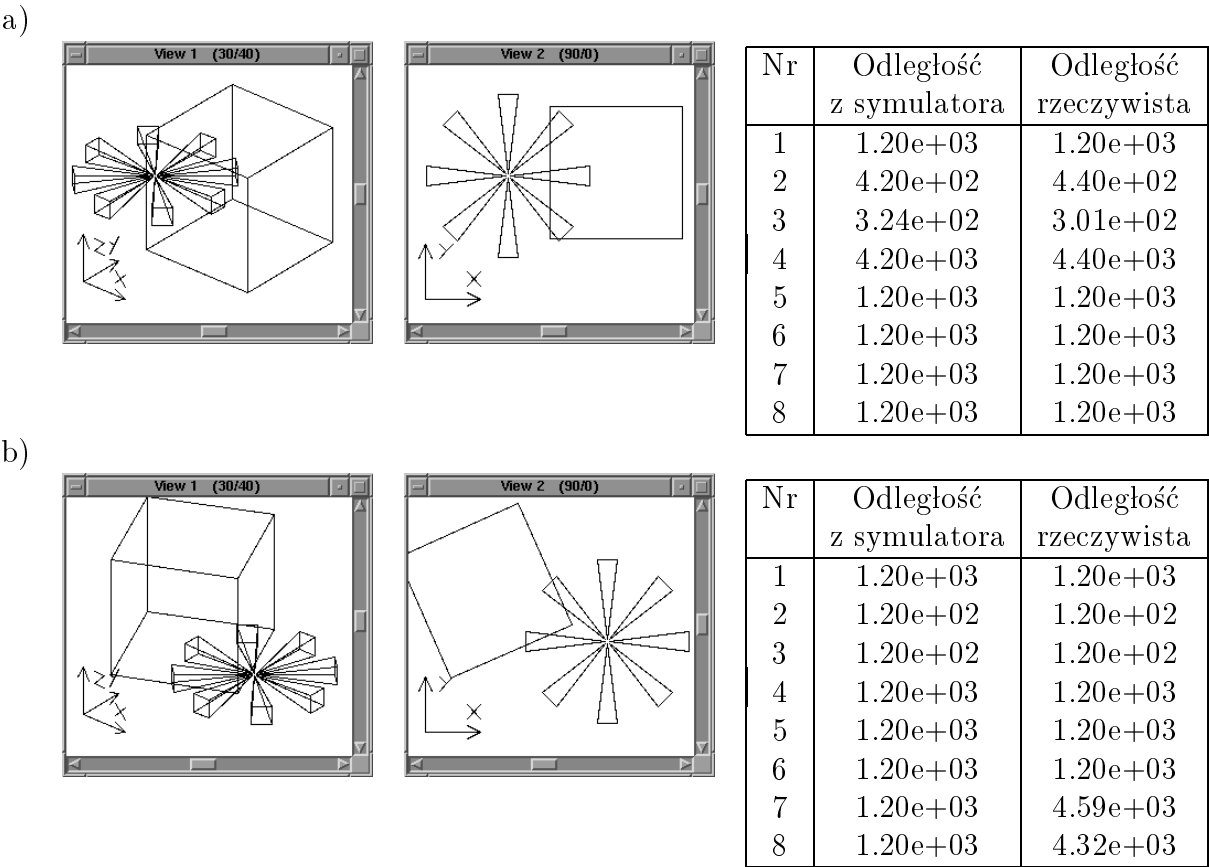 a)
View 1 (30/40)
Z Y
X
View 2 (90/0)
Y
X
Nr Odległość Odległość
z symulatora rzeczywista
1 1.20e+03 1.20e+03
2 4.20e+02 4.40e+02
3 3.24e+02 3.01e+02
4 4.20e+03 4.40e+03
5 1.20e+03 1.20e+03
6 1.20e+03 1.20e+03
7 1.20e+03 1.20e+03
8 1.20e+03 1.20e+03
b)
View 1 (30/40)
Z Y
X
View 2 (90/0)
Y
X
Nr Odległość Odległość
z symulatora rzeczywista
1 1.20e+03 1.20e+03
2 1.20e+02 1.20e+02
3 1.20e+02 1.20e+02
4 1.20e+03 1.20e+03
5 1.20e+03 1.20e+03
6 1.20e+03 1.20e+03
7 1.20e+03 4.59e+03
8 1.20e+03 4.32e+03